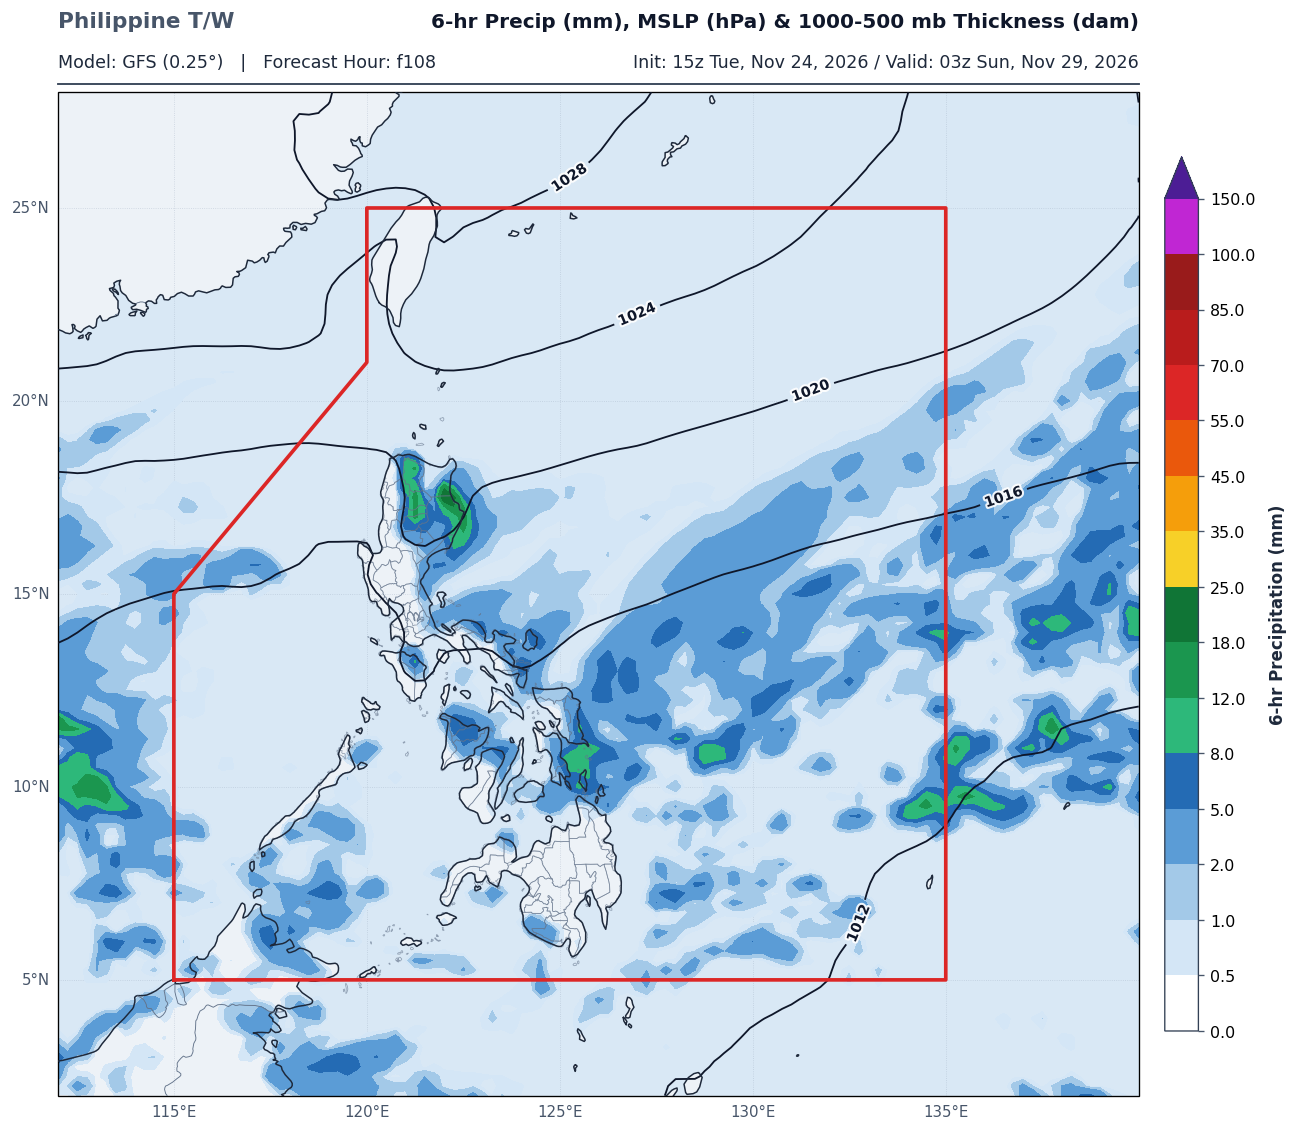 Philippine T/W
6-hr Precip (mm), MSLP (hPa) & 1000-500 mb Thickness (dam)
Model: GFS (0.25°) | Forecast Hour: f108
Init: 15z Tue, Nov 24, 2026 / Valid: 03z Sun, Nov 29, 2026
1028
1024
1020
1016
1012
25°N
20°N
15°N
10°N
5°N
115°E
120°E
125°E
130°E
135°E
150.0
100.0
85.0
70.0
55.0
45.0
35.0
25.0
18.0
12.0
8.0
5.0
2.0
1.0
0.5
0.0
6-hr Precipitation (mm)